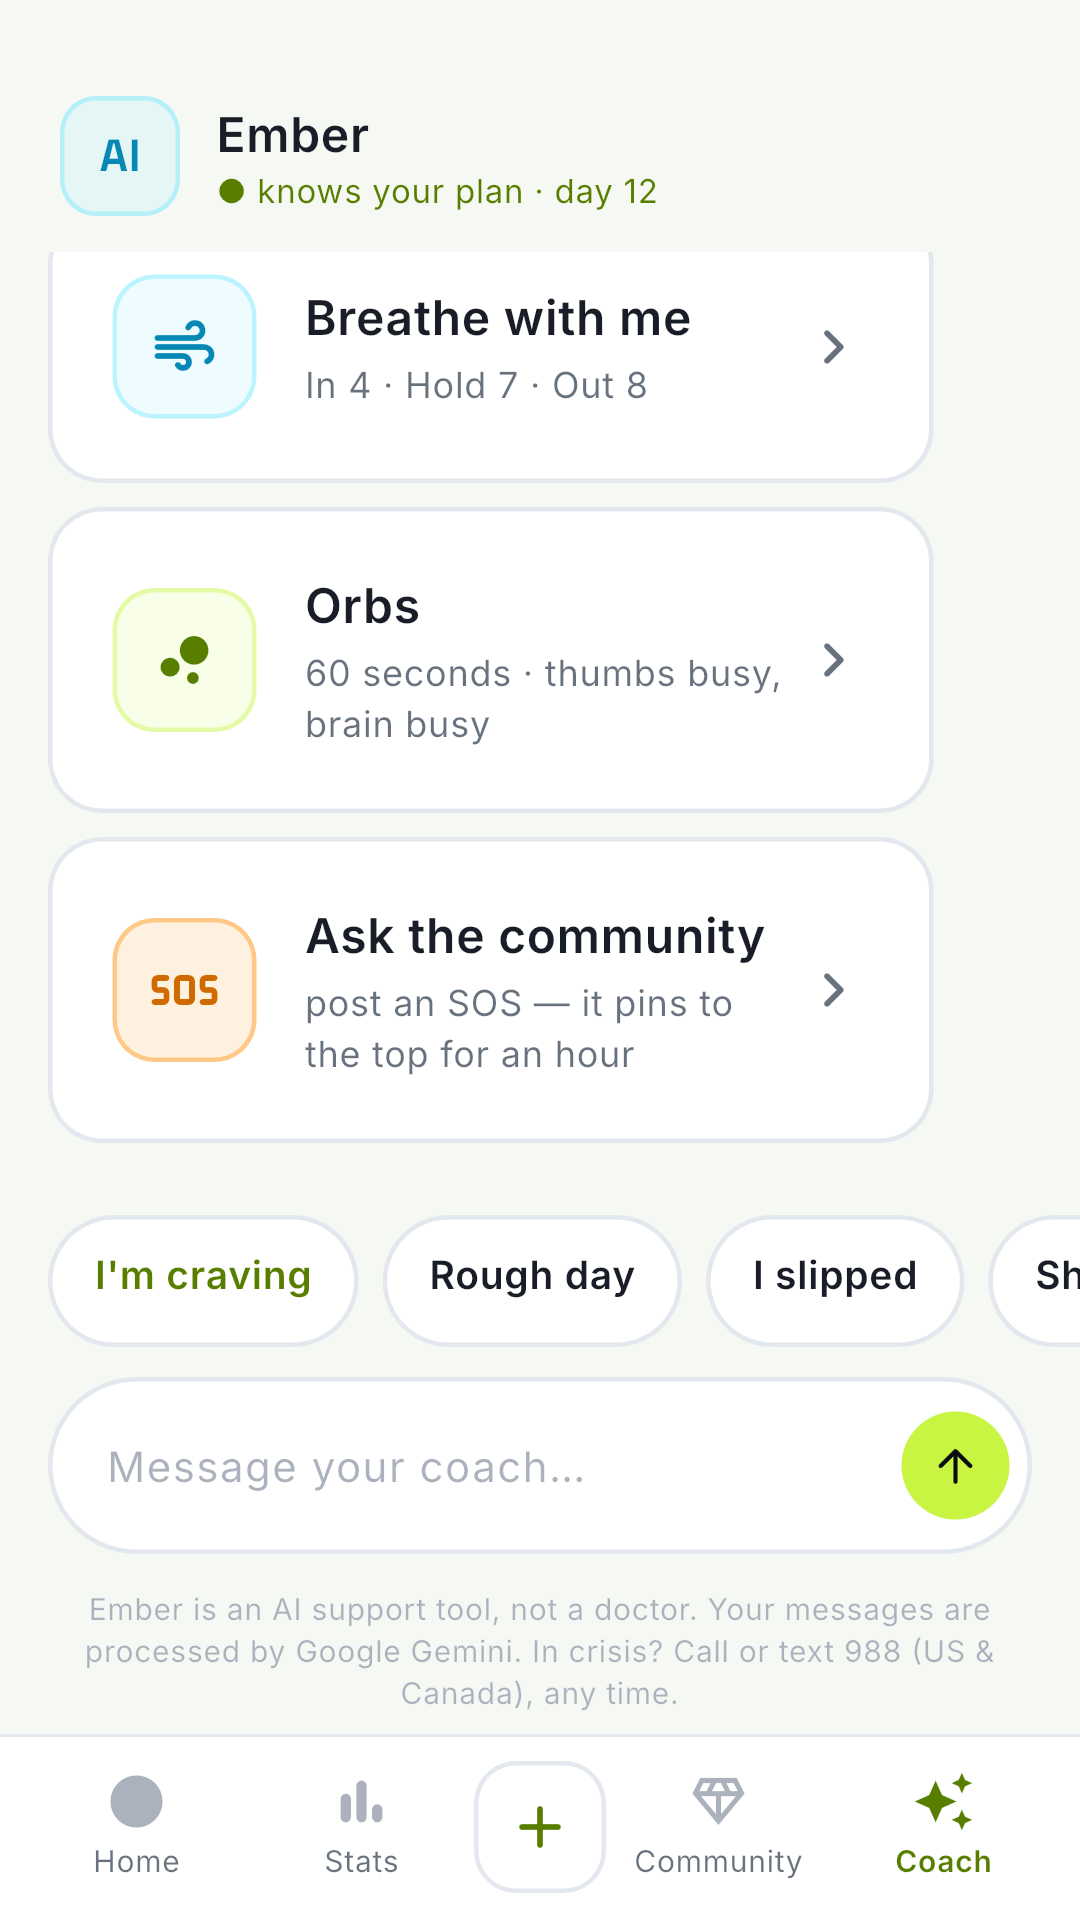 AI
Ember
knows your plan · day 12
Breathe with me
In 4 · Hold 7 · Out 8
Orbs
60 seconds · thumbs busy,
brain busy
SOS
Ask the community
post an SOS — it pins to
the top for an hour
I'm craving
Rough day
I slipped
Sh
Message your coach...
Ember is an AI support tool, not a doctor. Your messages are
processed by Google Gemini. In crisis? Call or text 988 (US &
Canada), any time.
Home
Stats
Community
Coach